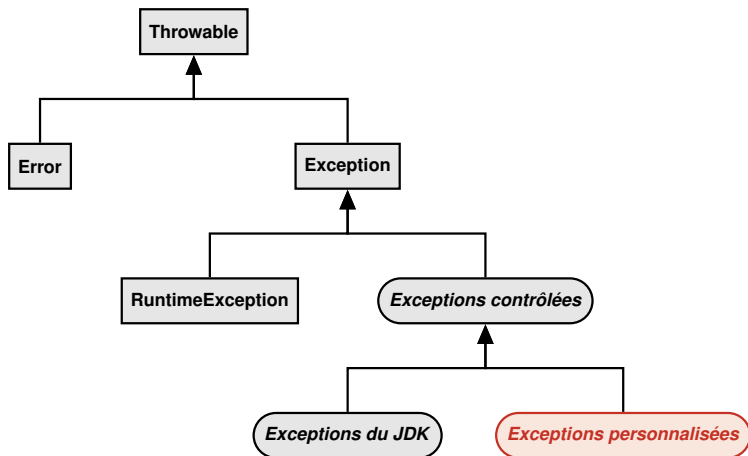 Throwable
Error
Exception
RuntimeException
Exceptions contrôlées
Exceptions du JDK
Exceptions personnalisées